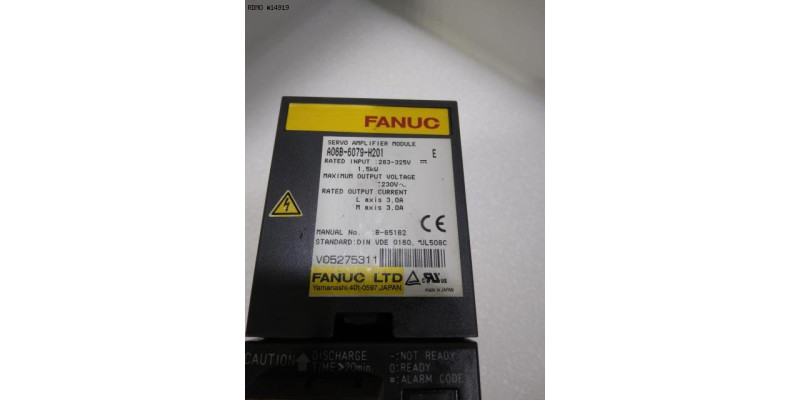 RDMO W14919
FANUC
SERVO AMPLIFIER MODULE
A06B-6079-H201 E
RATED INPUT :283-325V
1.5kW
MAXIMUM OUTPUT VOLTAGE
:230V~
RATED OUTPUT CURRENT
L axis 3.0A
M axis 3.0A
MANUAL No. :B-65162
CE
STANDARD:DIN VDE 0160, *UL508C
V05275311
FANUC LTD
Yamanashi,401-0597,JAPAN
MADE IN JAPAN
CAUTION DISCHARGE TIME>20min.
-:NOT READY
0:READY
*:ALARM CODE